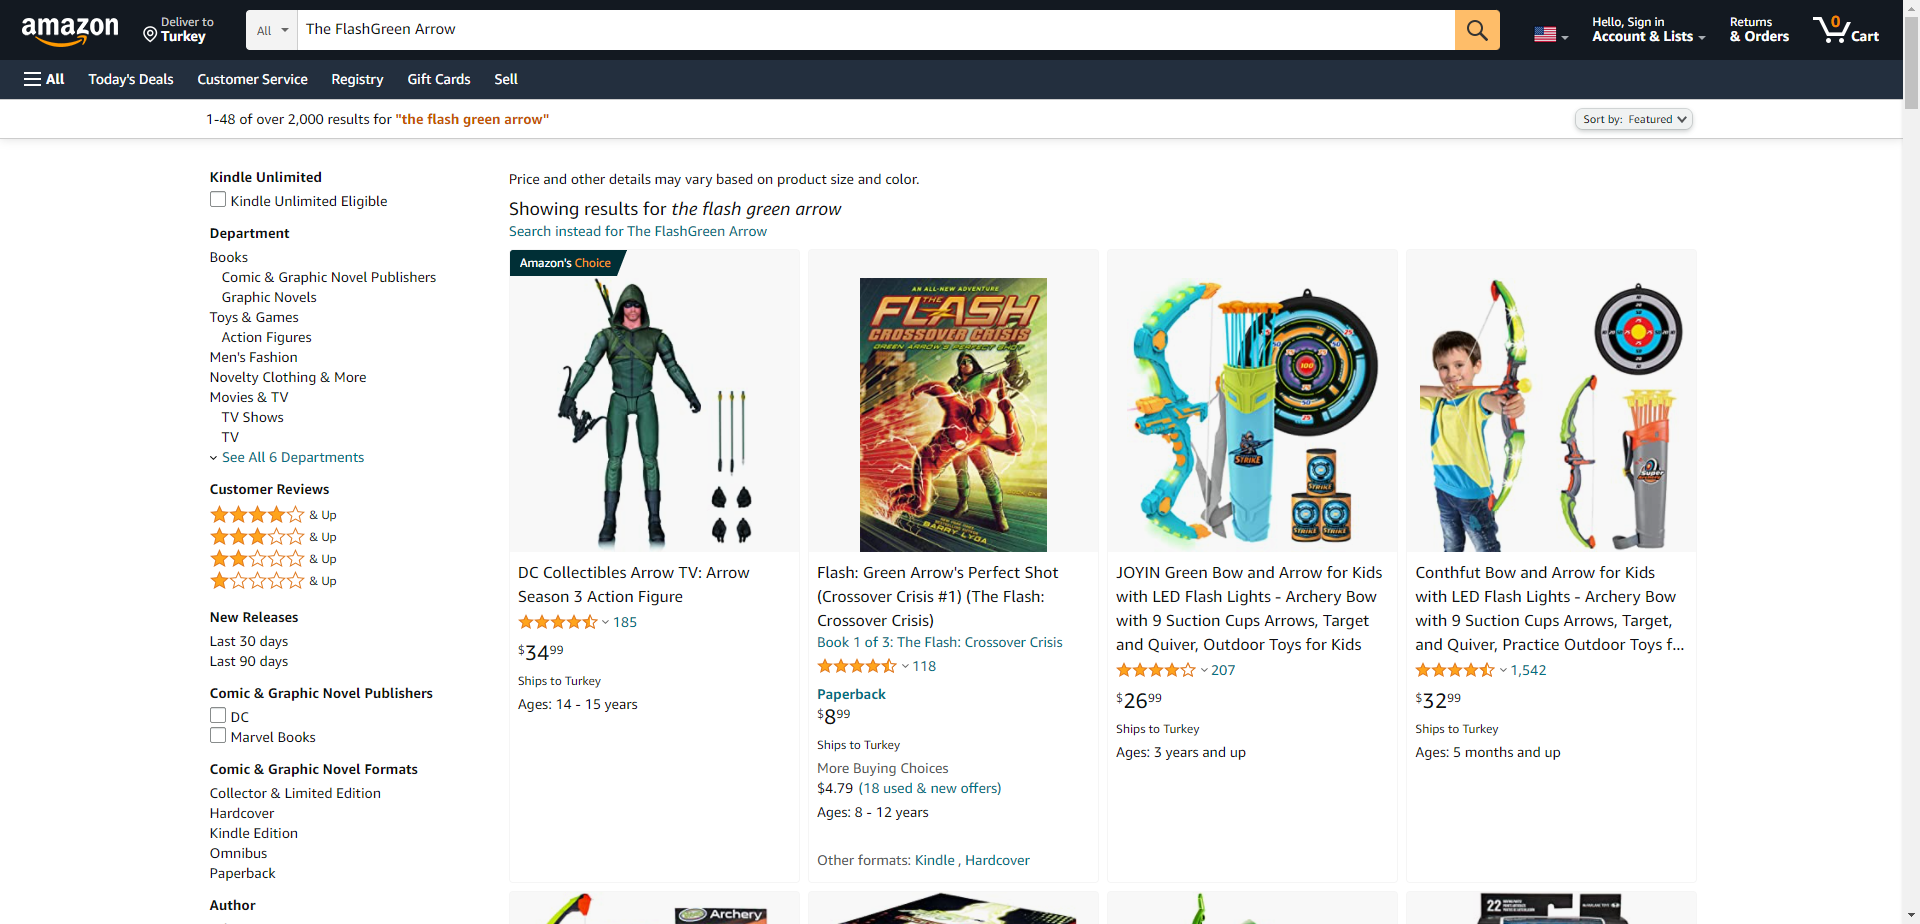 amazon
Deliver to
Turkey
All
The FlashGreen Arrow
Hello, Sign in
Account & Lists
Returns
& Orders
0
Cart
All
Today's Deals
Customer Service
Registry
Gift Cards
Sell
1-48 of over 2,000 results for "the flash green arrow"
Sort by: Featured
Kindle Unlimited
Kindle Unlimited Eligible
Department
Books
Comic & Graphic Novel Publishers
Graphic Novels
Toys & Games
Action Figures
Men's Fashion
Novelty Clothing & More
Movies & TV
TV Shows
TV
See All 6 Departments
Customer Reviews
& Up
& Up
& Up
& Up
New Releases
Last 30 days
Last 90 days
Comic & Graphic Novel Publishers
DC
Marvel Books
Comic & Graphic Novel Formats
Collector & Limited Edition
Hardcover
Kindle Edition
Omnibus
Paperback
Author
Price and other details may vary based on product size and color.
Showing results for the flash green arrow
Search instead for The FlashGreen Arrow
Amazon's Choice
DC Collectibles Arrow TV: Arrow
Season 3 Action Figure
185
$34.99
Ships to Turkey
Ages: 14 - 15 years
AN ALL-NEW ADVENTURE
THE
FLASH
CROSSOVER CRISIS
GREEN ARROW'S PERFECT SHOT
BARRY LYGA
Flash: Green Arrow's Perfect Shot
(Crossover Crisis #1) (The Flash:
Crossover Crisis)
Book 1 of 3: The Flash: Crossover Crisis
118
Paperback
$8.99
Ships to Turkey
More Buying Choices
$4.79 (18 used & new offers)
Ages: 8 - 12 years
Other formats: Kindle , Hardcover
100
STRIKE
STRIKE
STRIKE
STRIKE
JOYIN Green Bow and Arrow for Kids
with LED Flash Lights - Archery Bow
with 9 Suction Cups Arrows, Target
and Quiver, Outdoor Toys for Kids
207
$26.99
Ships to Turkey
Ages: 3 years and up
Super
Conthfut Bow and Arrow for Kids
with LED Flash Lights - Archery Bow
with 9 Suction Cups Arrows, Target,
and Quiver, Practice Outdoor Toys f...
1,542
$32.99
Ships to Turkey
Ages: 5 months and up
Archery
22